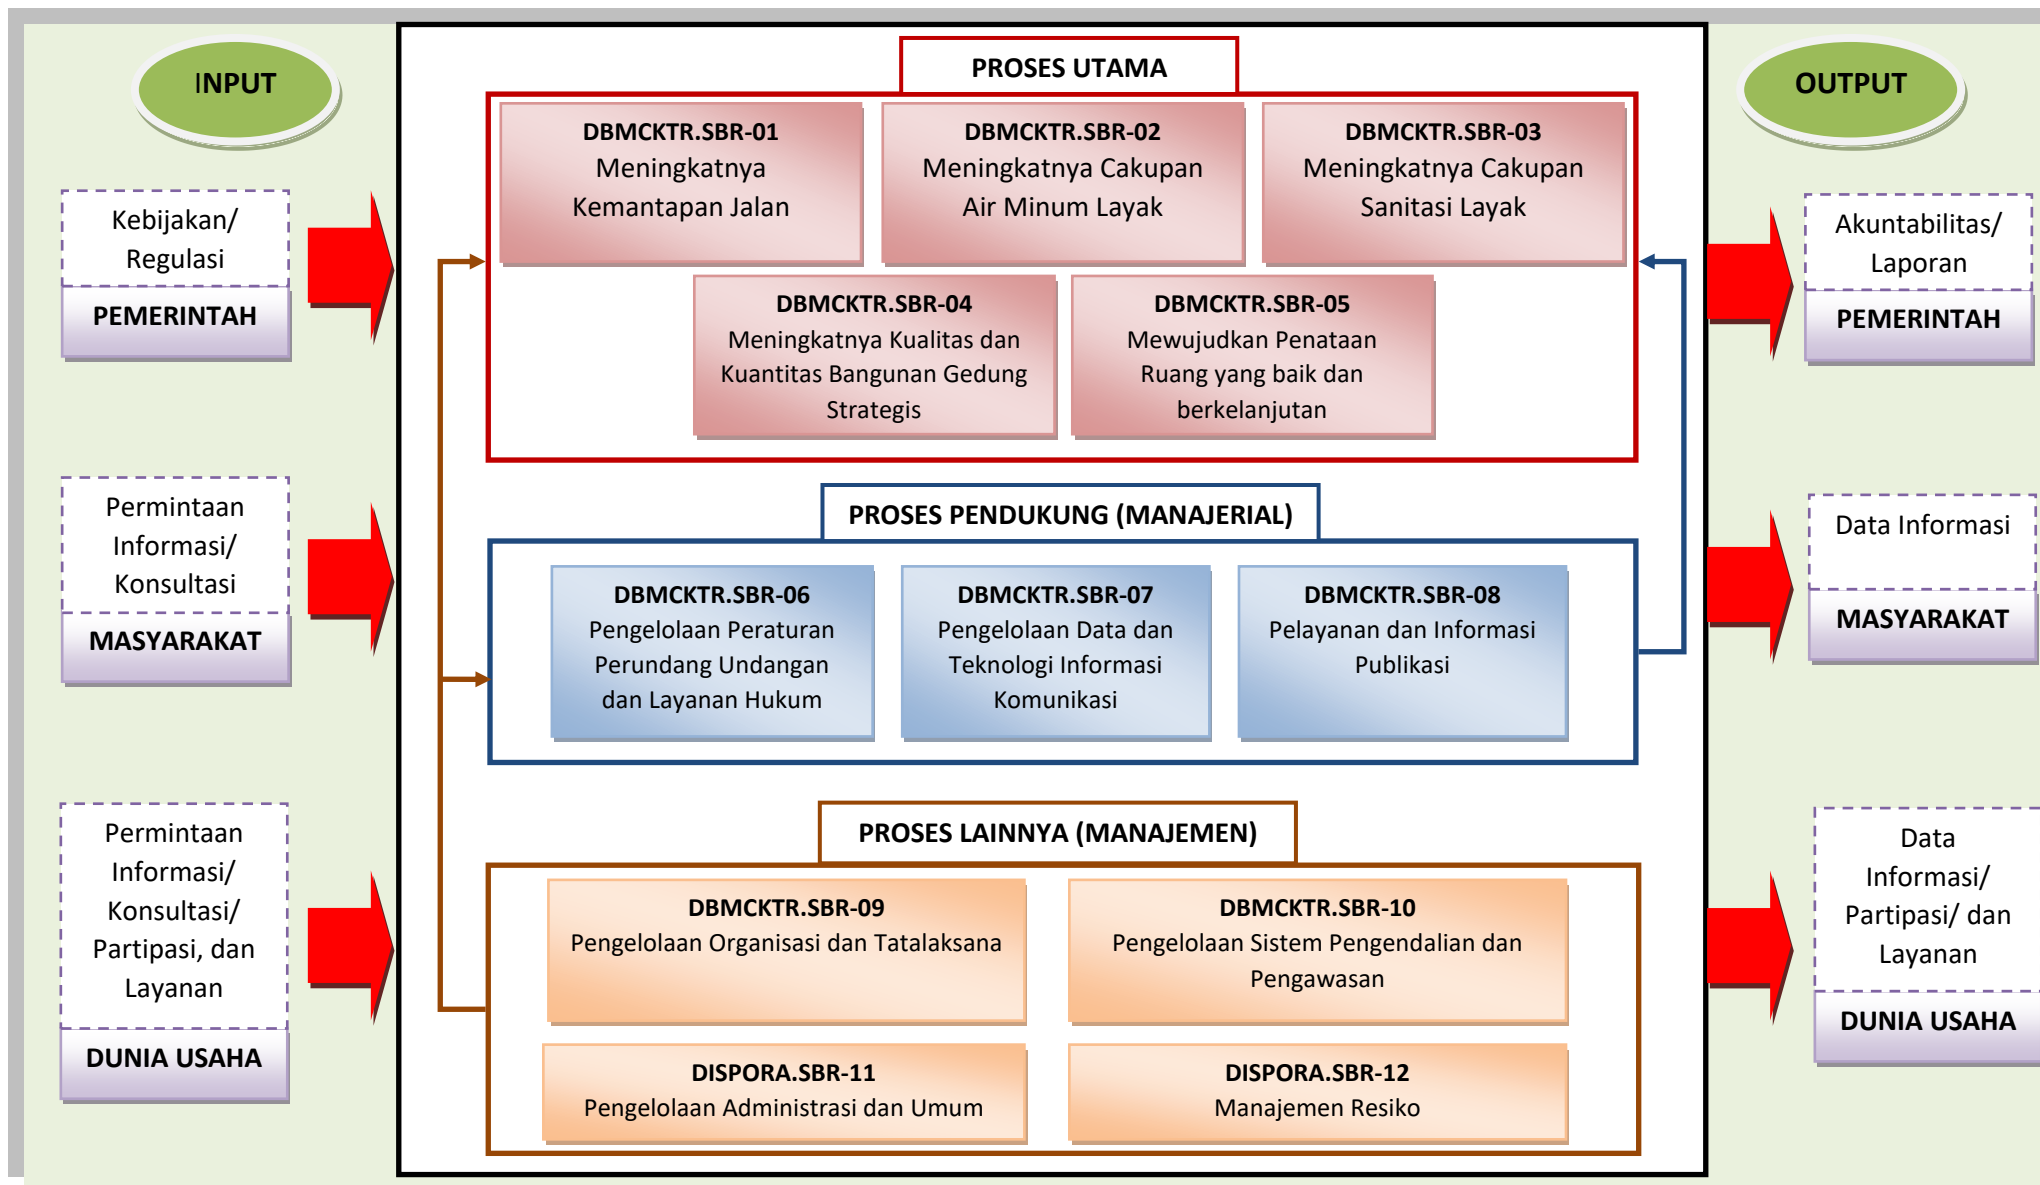 INPUT
Kebijakan/
Regulasi
PEMERINTAH
Permintaan
Informasi/
Konsultasi
MASYARAKAT
Permintaan
Informasi/
Konsultasi/
Partipasi, dan
Layanan
DUNIA USAHA
PROSES UTAMA
DBMCKTR.SBR-01
Meningkatnya
Kemantapan Jalan
DBMCKTR.SBR-02
Meningkatnya Cakupan
Air Minum Layak
DBMCKTR.SBR-03
Meningkatnya Cakupan
Sanitasi Layak
DBMCKTR.SBR-04
Meningkatnya Kualitas dan
Kuantitas Bangunan Gedung
Strategis
DBMCKTR.SBR-05
Mewujudkan Penataan
Ruang yang baik dan
berkelanjutan
PROSES PENDUKUNG (MANAJERIAL)
DBMCKTR.SBR-06
Pengelolaan Peraturan
Perundang Undangan
dan Layanan Hukum
DBMCKTR.SBR-07
Pengelolaan Data dan
Teknologi Informasi
Komunikasi
DBMCKTR.SBR-08
Pelayanan dan Informasi
Publikasi
PROSES LAINNYA (MANAJEMEN)
DBMCKTR.SBR-09
Pengelolaan Organisasi dan Tatalaksana
DBMCKTR.SBR-10
Pengelolaan Sistem Pengendalian dan
Pengawasan
DISPORA.SBR-11
Pengelolaan Administrasi dan Umum
DISPORA.SBR-12
Manajemen Resiko
OUTPUT
Akuntabilitas/
Laporan
PEMERINTAH
Data Informasi
MASYARAKAT
Data
Informasi/
Partipasi/ dan
Layanan
DUNIA USAHA